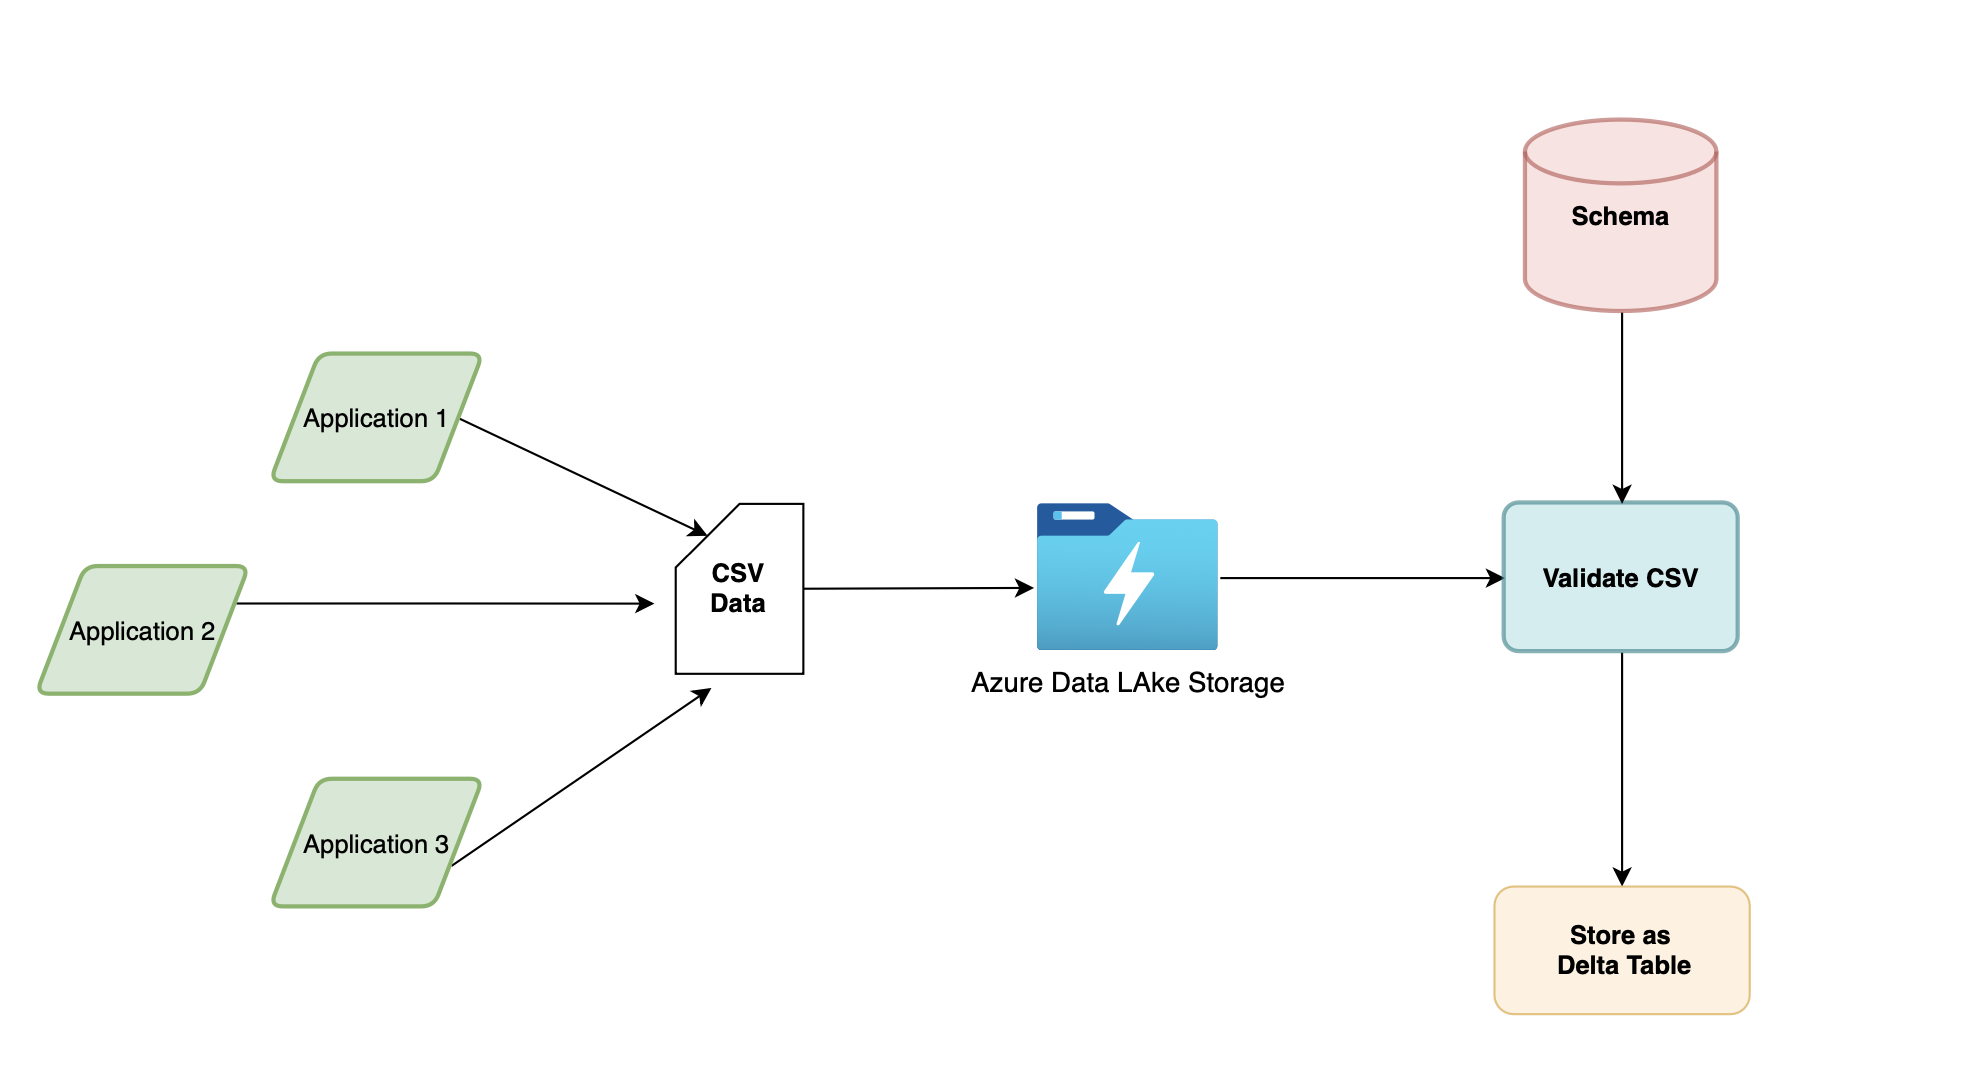 Schema
Application 1
CSV
Data
Validate CSV
Application 2
Azure Data LAke Storage
Application 3
Store as
Delta Table